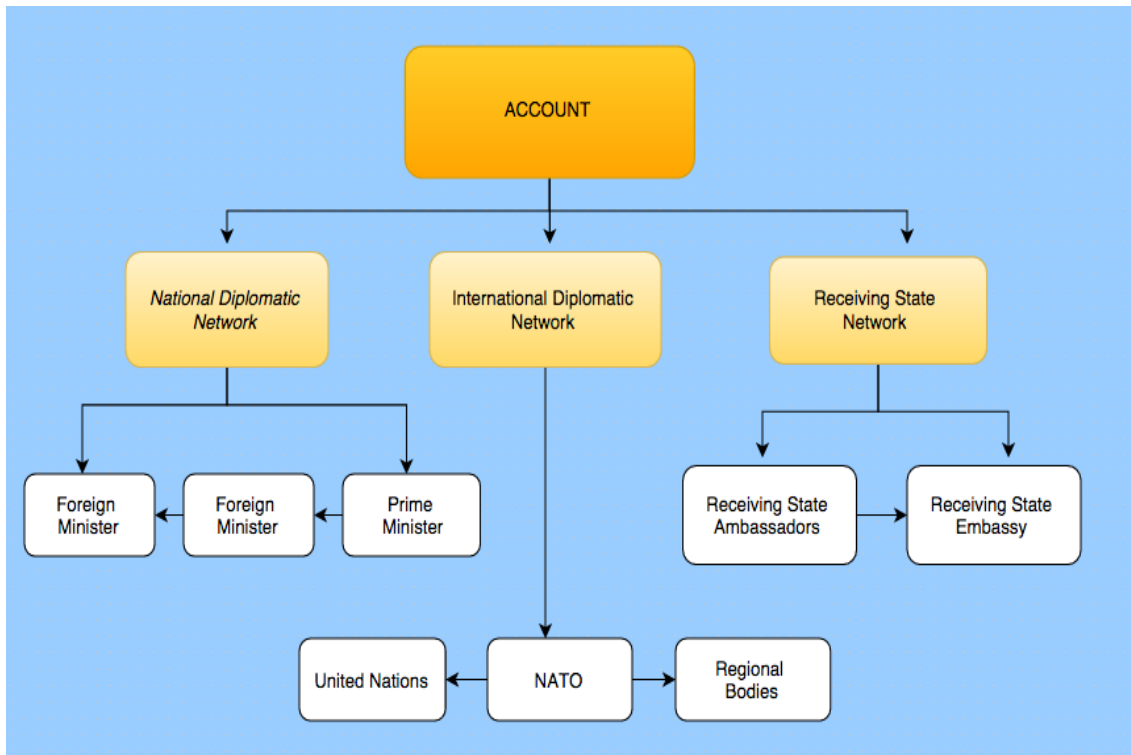 ACCOUNT
National Diplomatic
Network
International Diplomatic
Network
Receiving State
Network
Foreign
Minister
Foreign
Minister
Prime
Minister
Receiving State
Ambassadors
Receiving State
Embassy
United Nations
NATO
Regional
Bodies